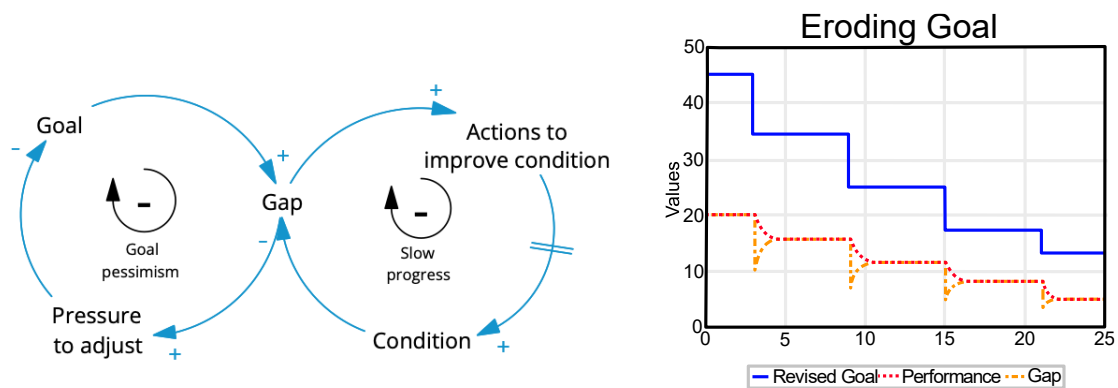 Goal
+
-
+
Actions to
improve condition
Gap
-
Goal
pessimism
-
-
Slow
progress
Pressure
to adjust
+
Condition
+
Eroding Goal
Values
50
40
30
20
10
0
0
5
10
15
20
25
Revised Goal
Performance
Gap